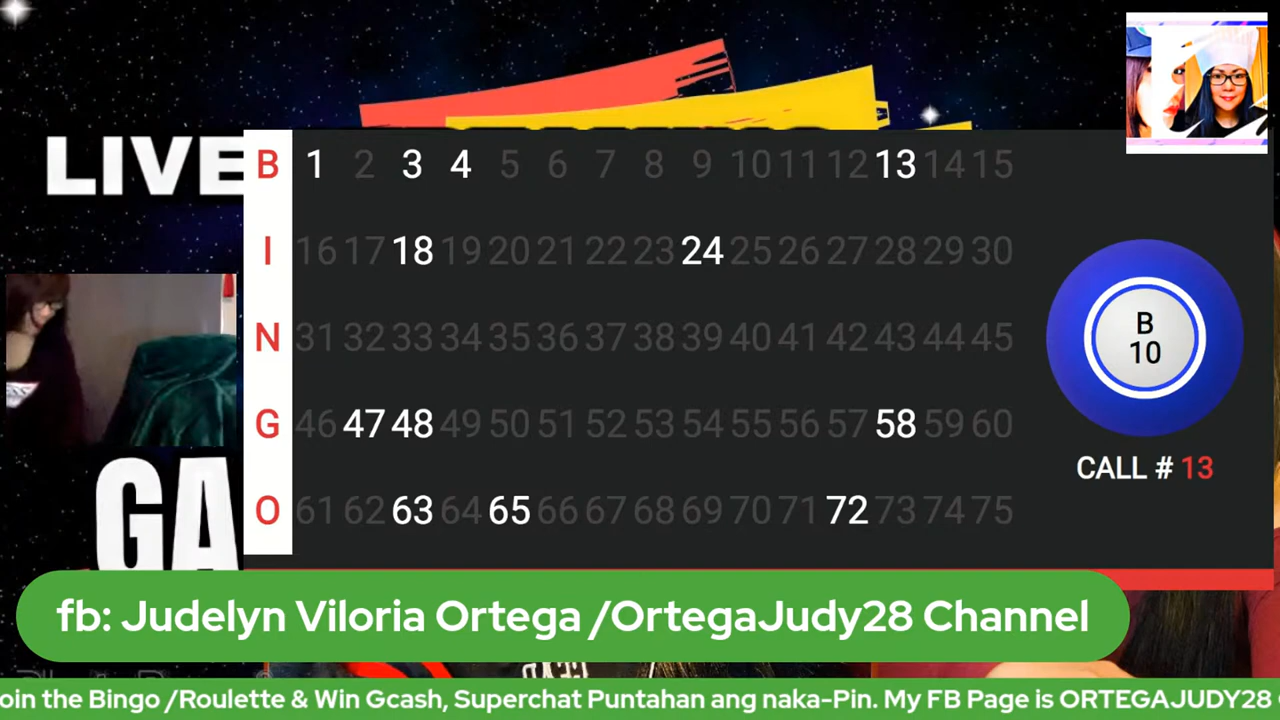 LIVE
B 1 2 3 4 5 6 7 8 9 10 11 12 13 14 15
I 16 17 18 19 20 21 22 23 24 25 26 27 28 29 30
N 31 32 33 34 35 36 37 38 39 40 41 42 43 44 45
G 46 47 48 49 50 51 52 53 54 55 56 57 58 59 60
O 61 62 63 64 65 66 67 68 69 70 71 72 73 74 75
B
10
CALL # 13
GA
fb: Judelyn Viloria Ortega /OrtegaJudy28 Channel
oin the Bingo /Roulette & Win Gcash, Superchat Puntahan ang naka-Pin. My FB Page is ORTEGAJUDY28